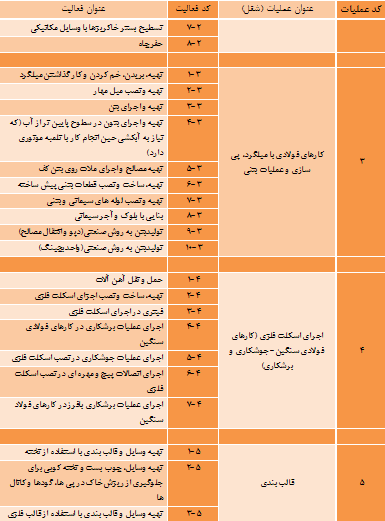 کد عملیات	عنوان عملیات (شغل)	کد فعالیت	عنوان فعالیت
۲-۷	تسطیح بستر خاکریزها با وسایل مکانیکی
۲-۸	حفر چاه
۳	کارهای فولادی با میلگرد، پی سازی و عملیات بتنی
۳-۱	تهیه، بریدن، خم کردن و کار گذاشتن میلگرد
۳-۲	تهیه و نصب میل مهار
۳-۳	تهیه و اجرای بتن
۳-۴	تهیه و اجرای بتون در سطوح پایین تر از آب (که
نیاز به آبکشی حین انجام کار با تلمبه موتوری
دارد)
۳-۵	تهیه مصالح و اجرای ملات روی بتن کف
۳-۶	تهیه، ساخت و نصب قطعات بتنی پیش ساخته
۳-۷	تهیه و نصب لوله های سیمانی و بتنی
۳-۸	بنایی با بلوک و آجر سیمانی
۳-۹	تولید بتن به روش صنعتی (دپو و انتقال مصالح)
۳-۱۰	تولید بتن به روش صنعتی (واحد بچینگ)
۴	اجرای اسکلت فلزی (کارهای
فولادی سنگین – جوشکاری و
برشکاری)
۴-۱	حمل و نقل آهن آلات
۴-۲	تهیه، ساخت و نصب اجزای اسکلت فلزی
۴-۳	فیتری در اجرای اسکلت فلزی
۴-۴	اجرای عملیات برشکاری در کارهای فولادی
سنگین
۴-۵	اجرای عملیات جوشکاری در نصب اسکلت فلزی
۴-۶	اجرای اتصالات پیچ و مهره ای در نصب اسکلت
فلزی
۴-۷	اجرای عملیات برشکاری با فرز در کارهای فولاد
سنگین
۵	قالب بندی
۵-۱	تهیه وسایل و قالب بندی با استفاده از تخته
۵-۲	تهیه وسایل، چوب بست و تخته کوبی برای
جلوگیری از ریزش خاک در پی ها، گودها و کانال
ها
۵-۳	تهیه وسایل و قالب بندی با استفاده از قالب فلزی